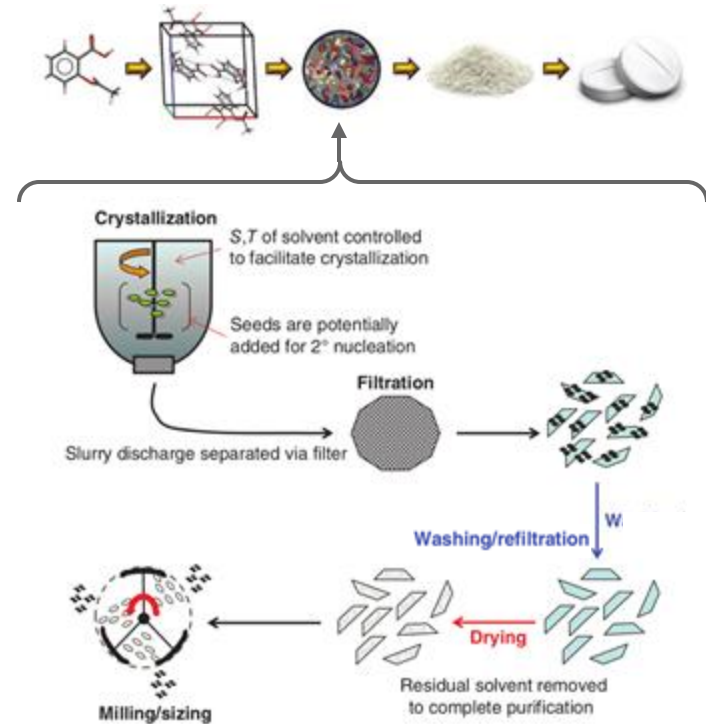 Crystallization
S,T of solvent controlled
to facilitate crystallization
Seeds are potentially
added for 2° nucleation
Filtration
Slurry discharge separated via filter
Washing/refiltration
Drying
Residual solvent removed
to complete purification
Milling/sizing